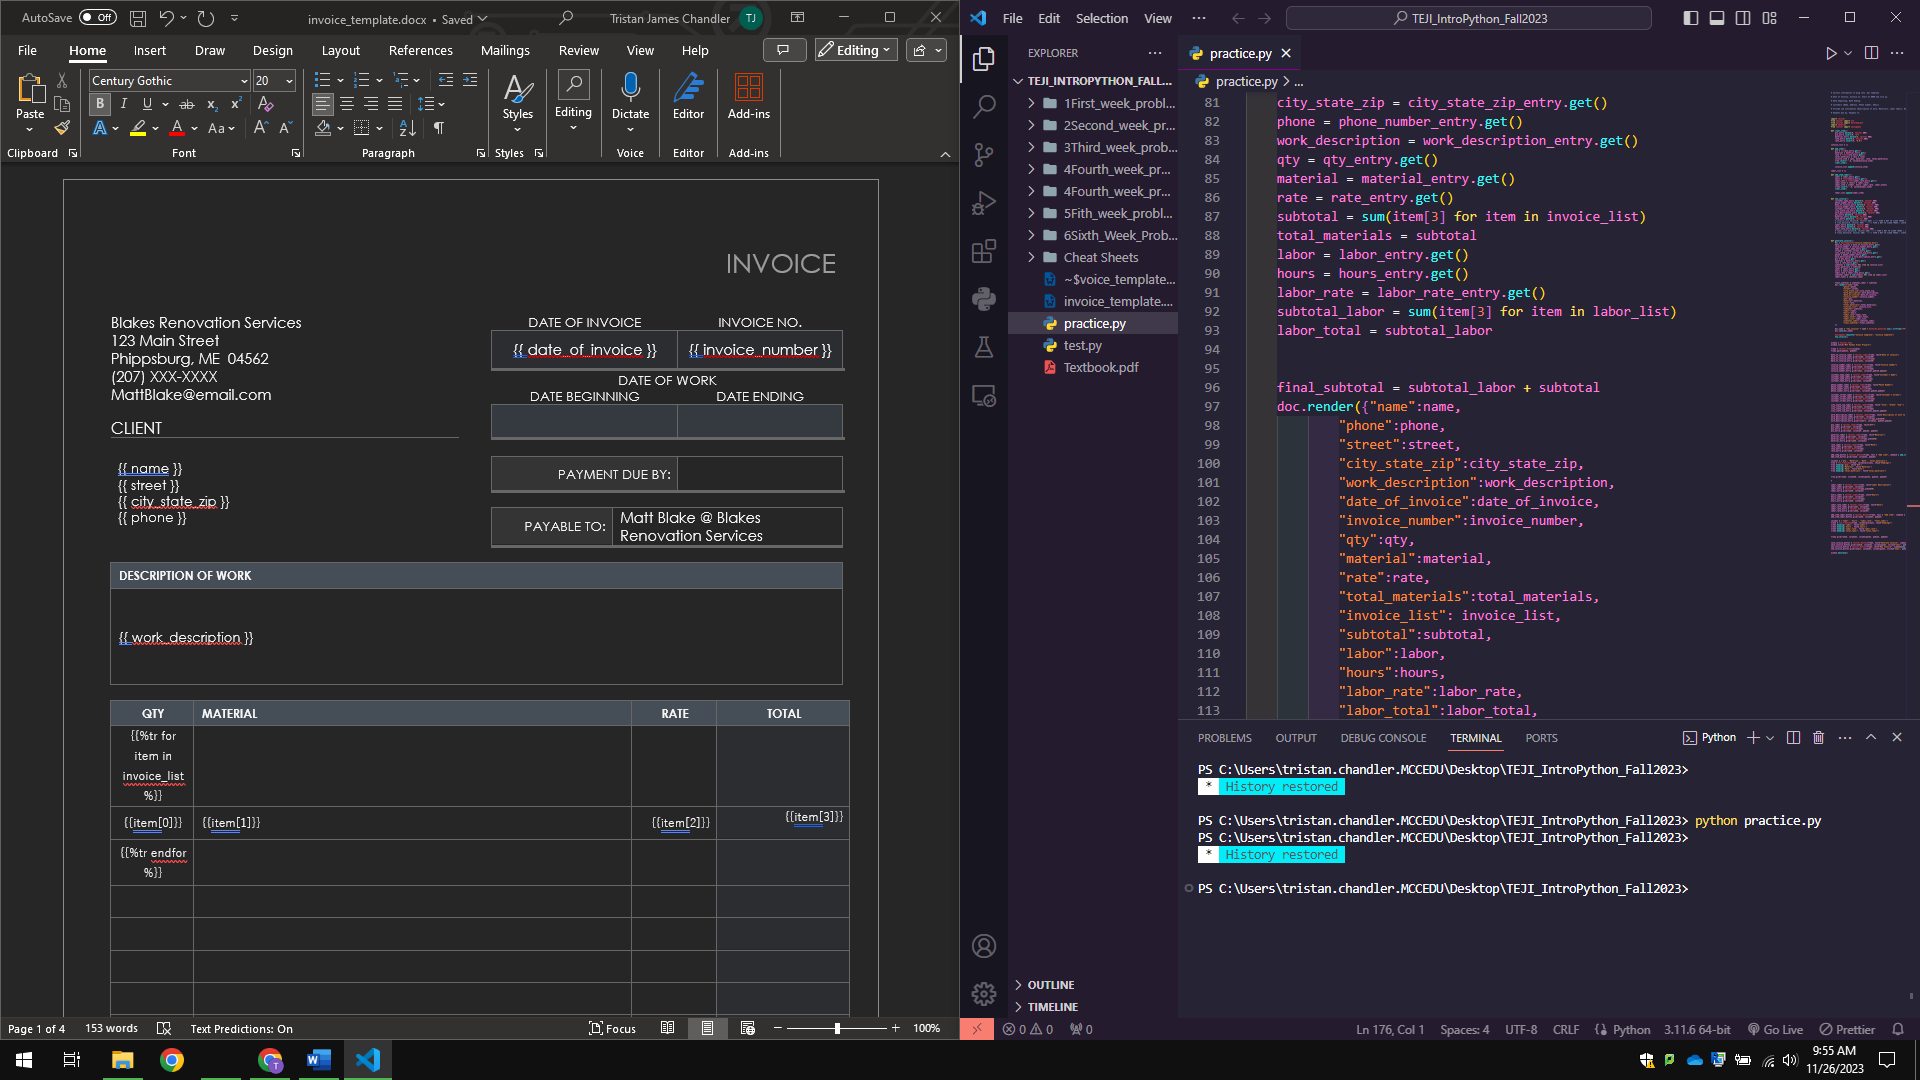 AutoSave Off invoice_template.docx • Saved Tristan James Chandler TJ
File Home Insert Draw Design Layout References Mailings Review View Help Editing
Paste Century Gothic 20 Styles Editing Dictate Editor Add-ins
B I U ab x₂ x² A
A A Aa A A
Clipboard Font Paragraph Styles Voice Editor Add-ins
INVOICE
Blakes Renovation Services
123 Main Street
Phippsburg, ME 04562
(207) XXX-XXXX
MattBlake@email.com
CLIENT
{{ name }}
{{ street }}
{{ city_state_zip }}
{{ phone }}
DATE OF INVOICE INVOICE NO.
{{ date_of_invoice }} {{ invoice_number }}
DATE OF WORK
DATE BEGINNING DATE ENDING
PAYMENT DUE BY:
PAYABLE TO: Matt Blake @ Blakes
Renovation Services
DESCRIPTION OF WORK
{{ work_description }}
QTY MATERIAL RATE TOTAL
{{%tr for
item in
invoice_list
%}}
{{item[0]}} {{item[1]}} {{item[2]}} {{item[3]}}
{{%tr endfor
%}}
Page 1 of 4 153 words Text Predictions: On Focus 100%
File Edit Selection View ··· TEJI_IntroPython_Fall2023
EXPLORER ···
TEJI_INTROPYTHON_FALL...
1First_week_probl...
2Second_week_pr...
3Third_week_prob...
4Fourth_week_pr...
4Fourth_week_pr...
5Fith_week_probl...
6Sixth_Week_Prob...
Cheat Sheets
~$voice_template...
invoice_template....
practice.py
test.py
Textbook.pdf
OUTLINE
TIMELINE
practice.py
practice.py > ...
81 city_state_zip = city_state_zip_entry.get()
82 phone = phone_number_entry.get()
83 work_description = work_description_entry.get()
84 qty = qty_entry.get()
85 material = material_entry.get()
86 rate = rate_entry.get()
87 subtotal = sum(item[3] for item in invoice_list)
88 total_materials = subtotal
89 labor = labor_entry.get()
90 hours = hours_entry.get()
91 labor_rate = labor_rate_entry.get()
92 subtotal_labor = sum(item[3] for item in labor_list)
93 labor_total = subtotal_labor
94
95
96 final_subtotal = subtotal_labor + subtotal
97 doc.render({"name":name,
98 "phone":phone,
99 "street":street,
100 "city_state_zip":city_state_zip,
101 "work_description":work_description,
102 "date_of_invoice":date_of_invoice,
103 "invoice_number":invoice_number,
104 "qty":qty,
105 "material":material,
106 "rate":rate,
107 "total_materials":total_materials,
108 "invoice_list": invoice_list,
109 "subtotal":subtotal,
110 "labor":labor,
111 "hours":hours,
112 "labor_rate":labor_rate,
113 "labor_total":labor_total,
PROBLEMS OUTPUT DEBUG CONSOLE TERMINAL PORTS Python
PS C:\Users\tristan.chandler.MCCEDU\Desktop\TEJI_IntroPython_Fall2023>
* History restored
PS C:\Users\tristan.chandler.MCCEDU\Desktop\TEJI_IntroPython_Fall2023> python practice.py
PS C:\Users\tristan.chandler.MCCEDU\Desktop\TEJI_IntroPython_Fall2023>
* History restored
PS C:\Users\tristan.chandler.MCCEDU\Desktop\TEJI_IntroPython_Fall2023>
0 0 0 Ln 176, Col 1 Spaces: 4 UTF-8 CRLF Python 3.11.6 64-bit Go Live Prettier
9:55 AM
11/26/2023